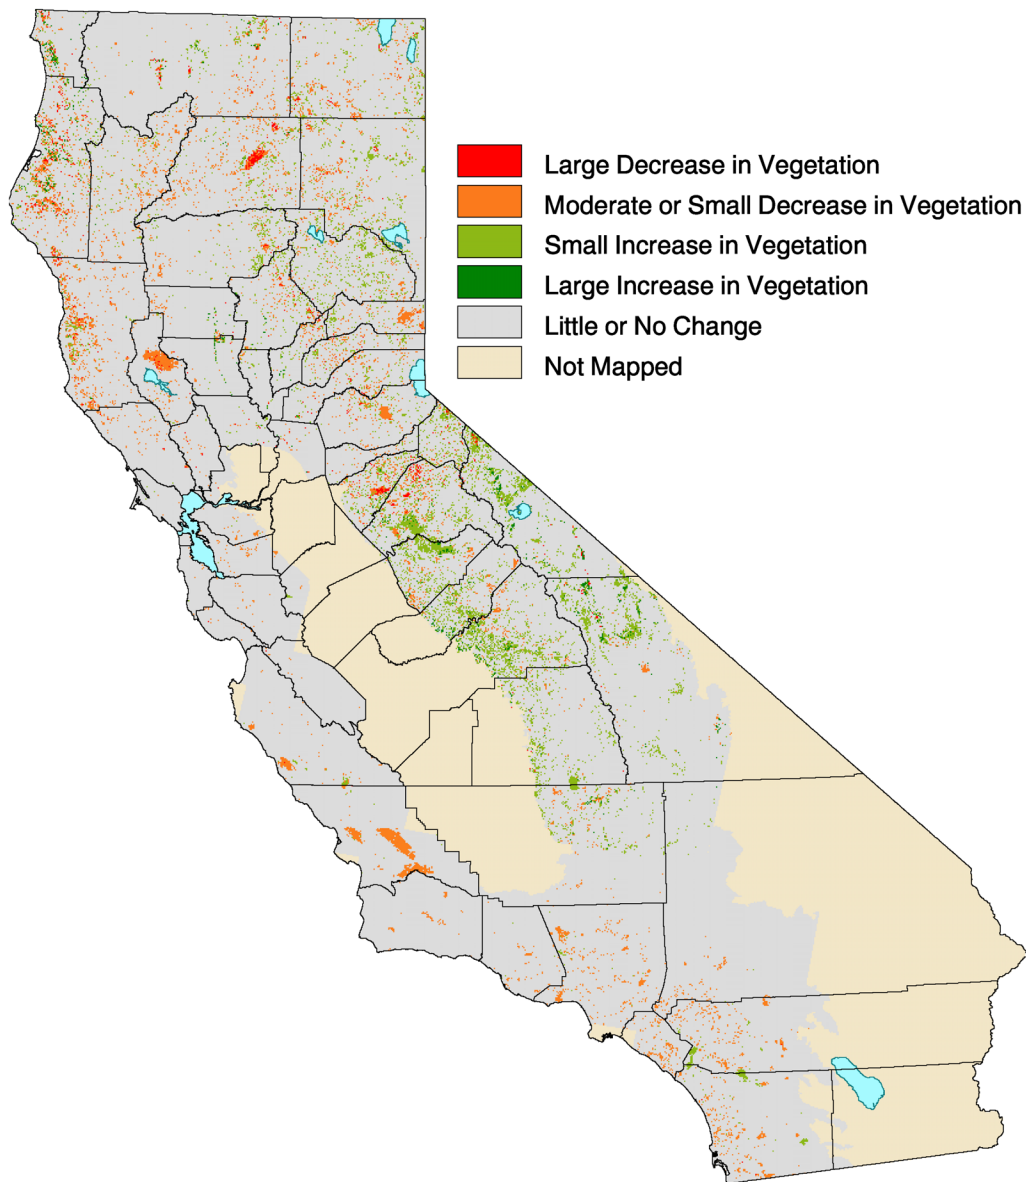 Large Decrease in Vegetation
Moderate or Small Decrease in Vegetation
Small Increase in Vegetation
Large Increase in Vegetation
Little or No Change
Not Mapped